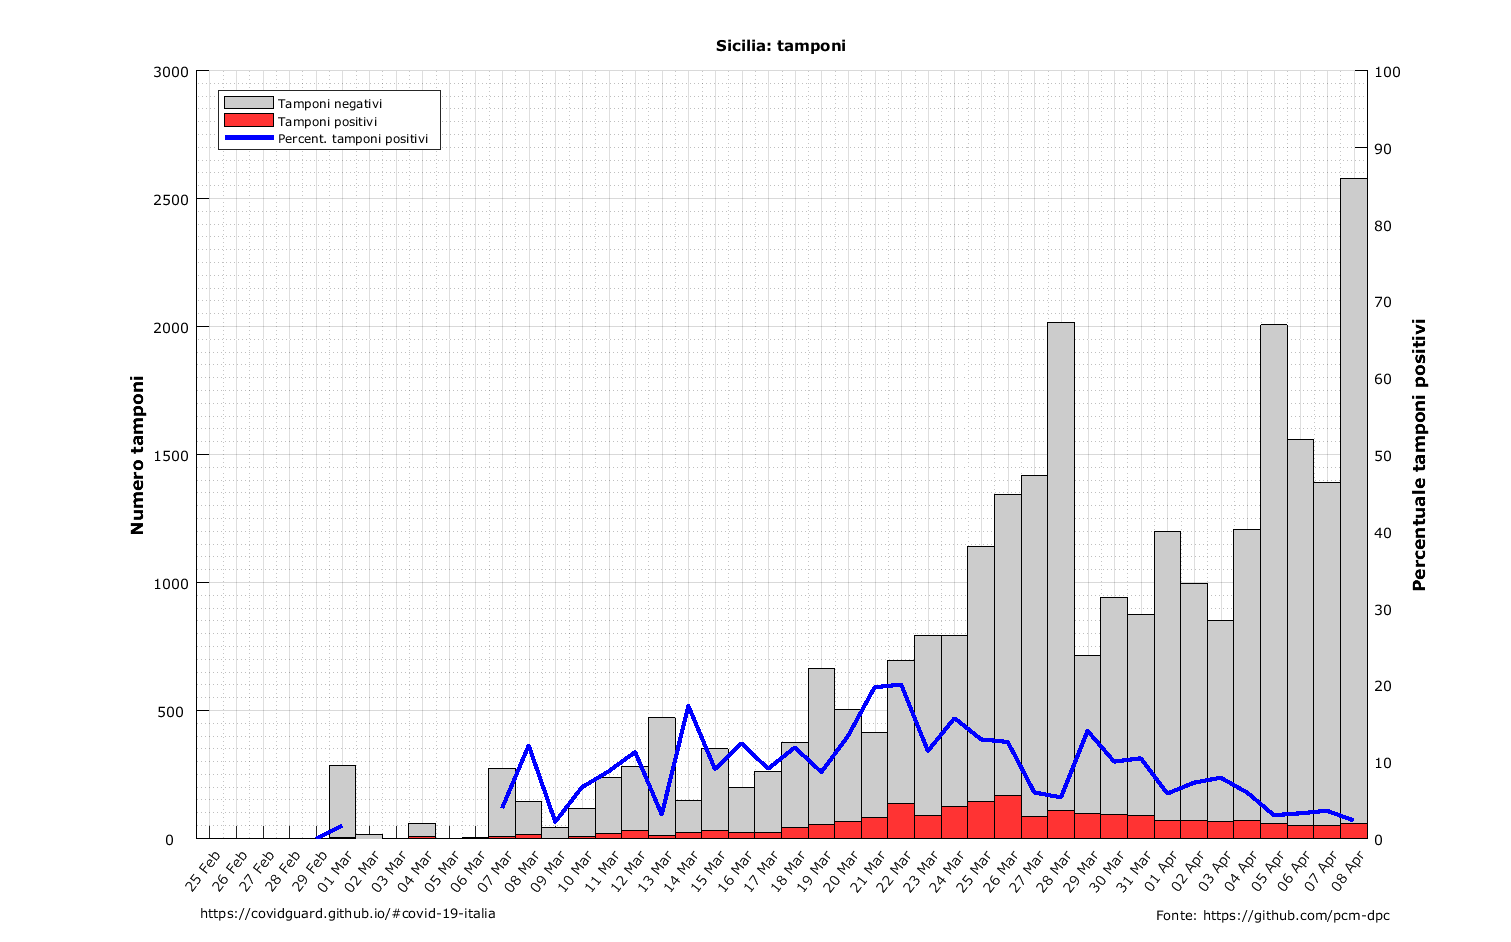 Sicilia: tamponi
Tamponi negativi
Tamponi positivi
Percent. tamponi positivi
Numero tamponi
3000
2500
2000
1500
1000
500
0
Percentuale tamponi positivi
100
90
80
70
60
50
40
30
20
10
0
25 Feb
26 Feb
27 Feb
28 Feb
29 Feb
01 Mar
02 Mar
03 Mar
04 Mar
05 Mar
06 Mar
07 Mar
08 Mar
09 Mar
10 Mar
11 Mar
12 Mar
13 Mar
14 Mar
15 Mar
16 Mar
17 Mar
18 Mar
19 Mar
20 Mar
21 Mar
22 Mar
23 Mar
24 Mar
25 Mar
26 Mar
27 Mar
28 Mar
29 Mar
30 Mar
31 Mar
01 Apr
02 Apr
03 Apr
04 Apr
05 Apr
06 Apr
07 Apr
08 Apr
https://covidguard.github.io/#covid-19-italia
Fonte: https://github.com/pcm-dpc